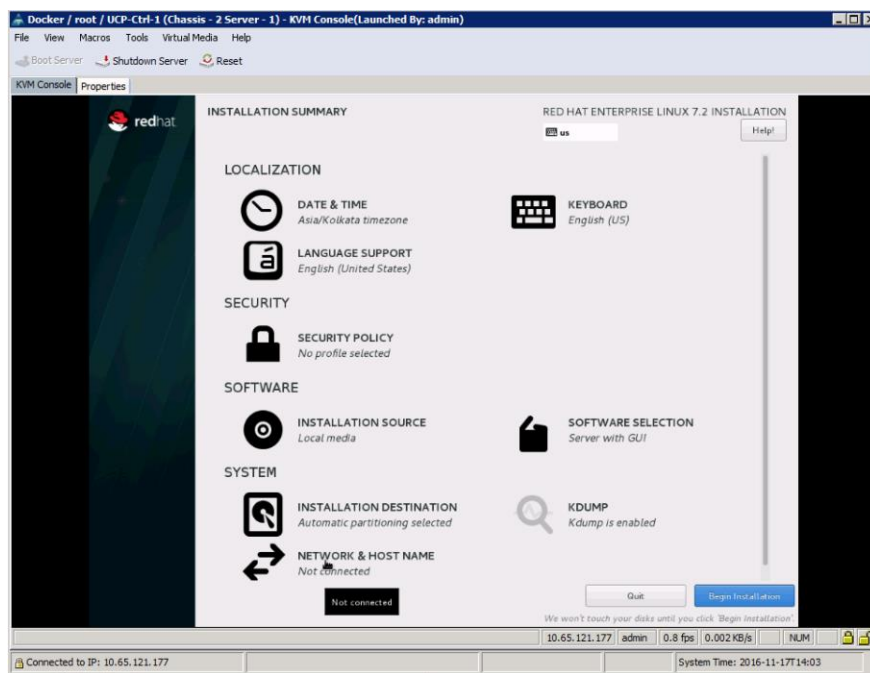 Docker / root / UCP-Ctrl-1 (Chassis - 2 Server - 1) - KVM Console(Launched By: admin)
File View Macros Tools Virtual Media Help
Boot Server Shutdown Server Reset
KVM Console Properties
redhat
INSTALLATION SUMMARY
RED HAT ENTERPRISE LINUX 7.2 INSTALLATION
us
Help!
LOCALIZATION
DATE & TIME
Asia/Kolkata timezone
KEYBOARD
English (US)
LANGUAGE SUPPORT
English (United States)
SECURITY
SECURITY POLICY
No profile selected
SOFTWARE
INSTALLATION SOURCE
Local media
SOFTWARE SELECTION
Server with GUI
SYSTEM
INSTALLATION DESTINATION
Automatic partitioning selected
KDUMP
Kdump is enabled
NETWORK & HOST NAME
Not connected
Not connected
Quit
Begin Installation
We won't touch your disks until you click 'Begin Installation'.
10.65.121.177 admin 0.8 fps 0.002 KB/s NUM
Connected to IP: 10.65.121.177
System Time: 2016-11-17T14:03